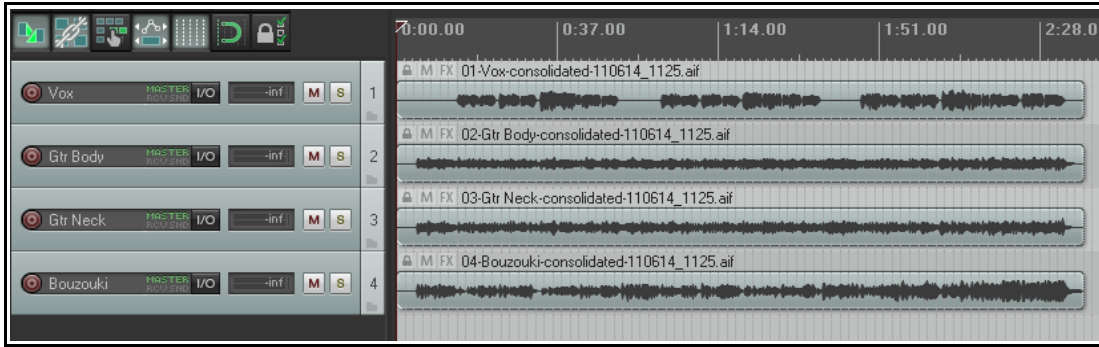 0:00.00 0:37.00 1:14.00 1:51.00 2:28.0
M FX 01-Vox-consolidated-110614_1125.aif
Vox MASTER RCV SND I/O -inf M S 1
M FX 02-Gtr Body-consolidated-110614_1125.aif
Gtr Body MASTER RCV SND I/O -inf M S 2
M FX 03-Gtr Neck-consolidated-110614_1125.aif
Gtr Neck MASTER RCV SND I/O -inf M S 3
M FX 04-Bouzouki-consolidated-110614_1125.aif
Bouzouki MASTER RCV SND I/O -inf M S 4